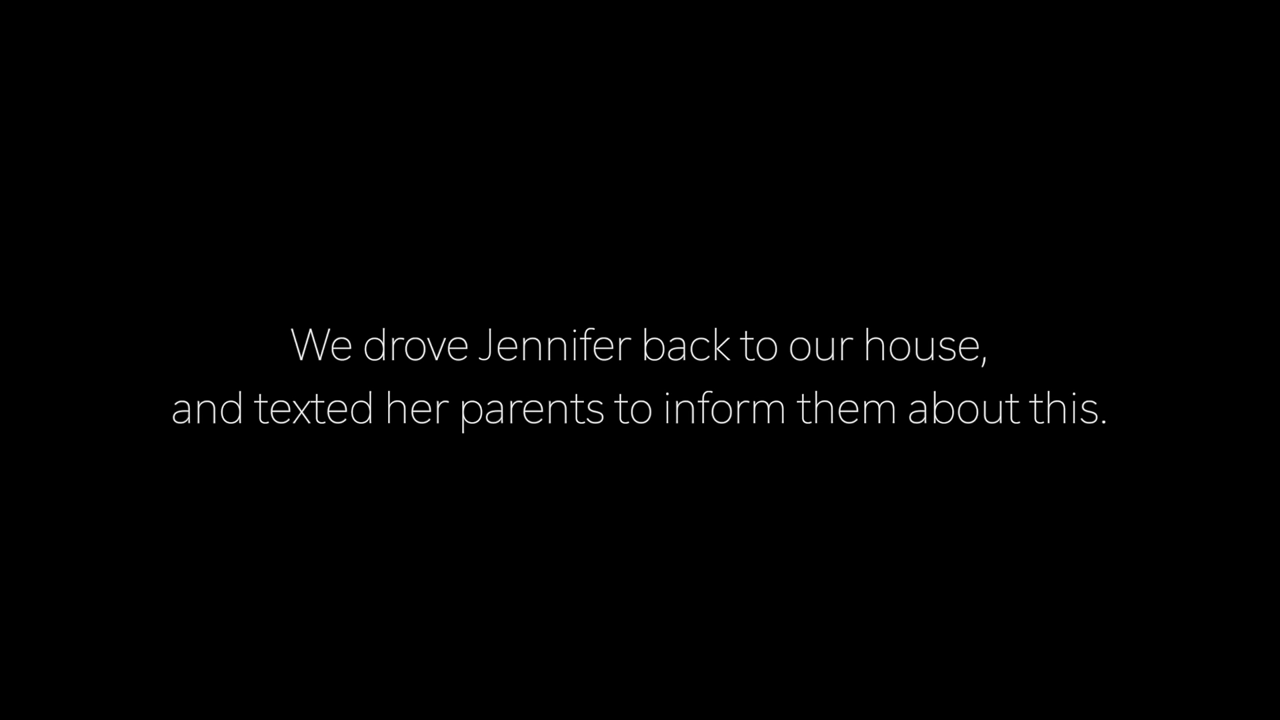 We drove Jennifer back to our house,
and texted her parents to inform them about this.